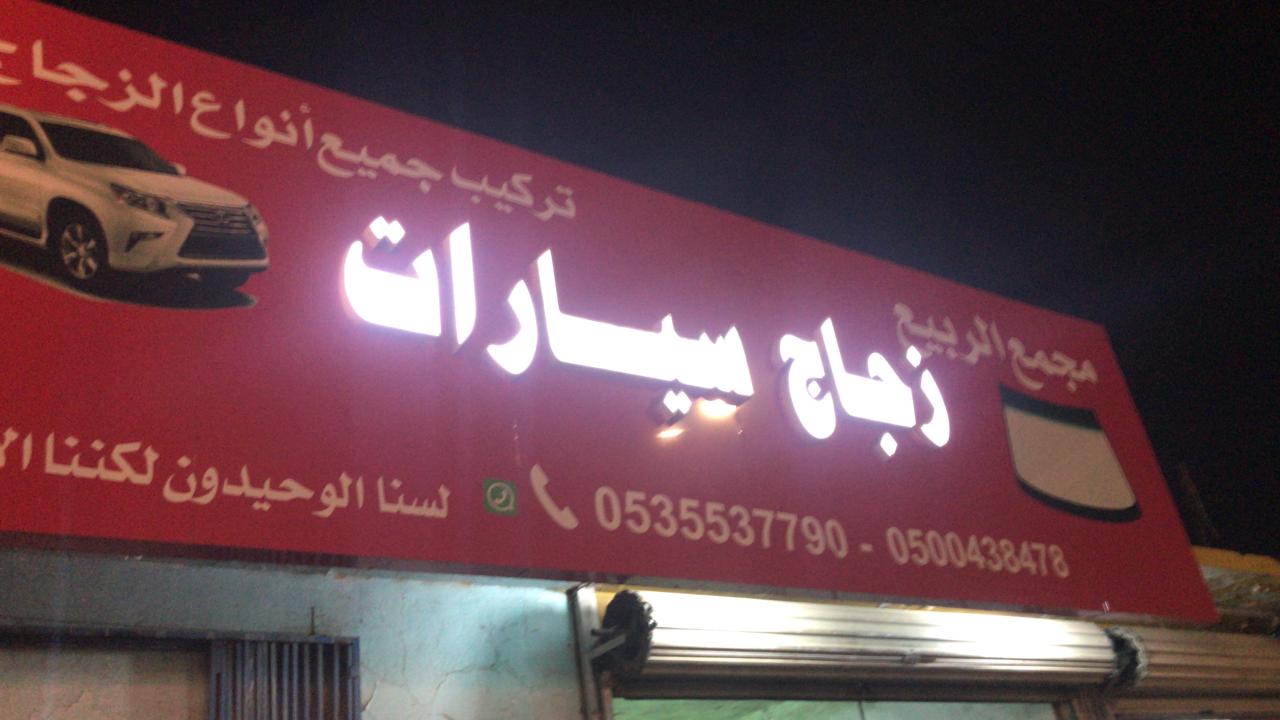 مجمع الربيع
زجاج سيارات
تركيب جميع أنواع الزجاج
0500438478 - 0535537790
لسنا الوحيدون لكننا